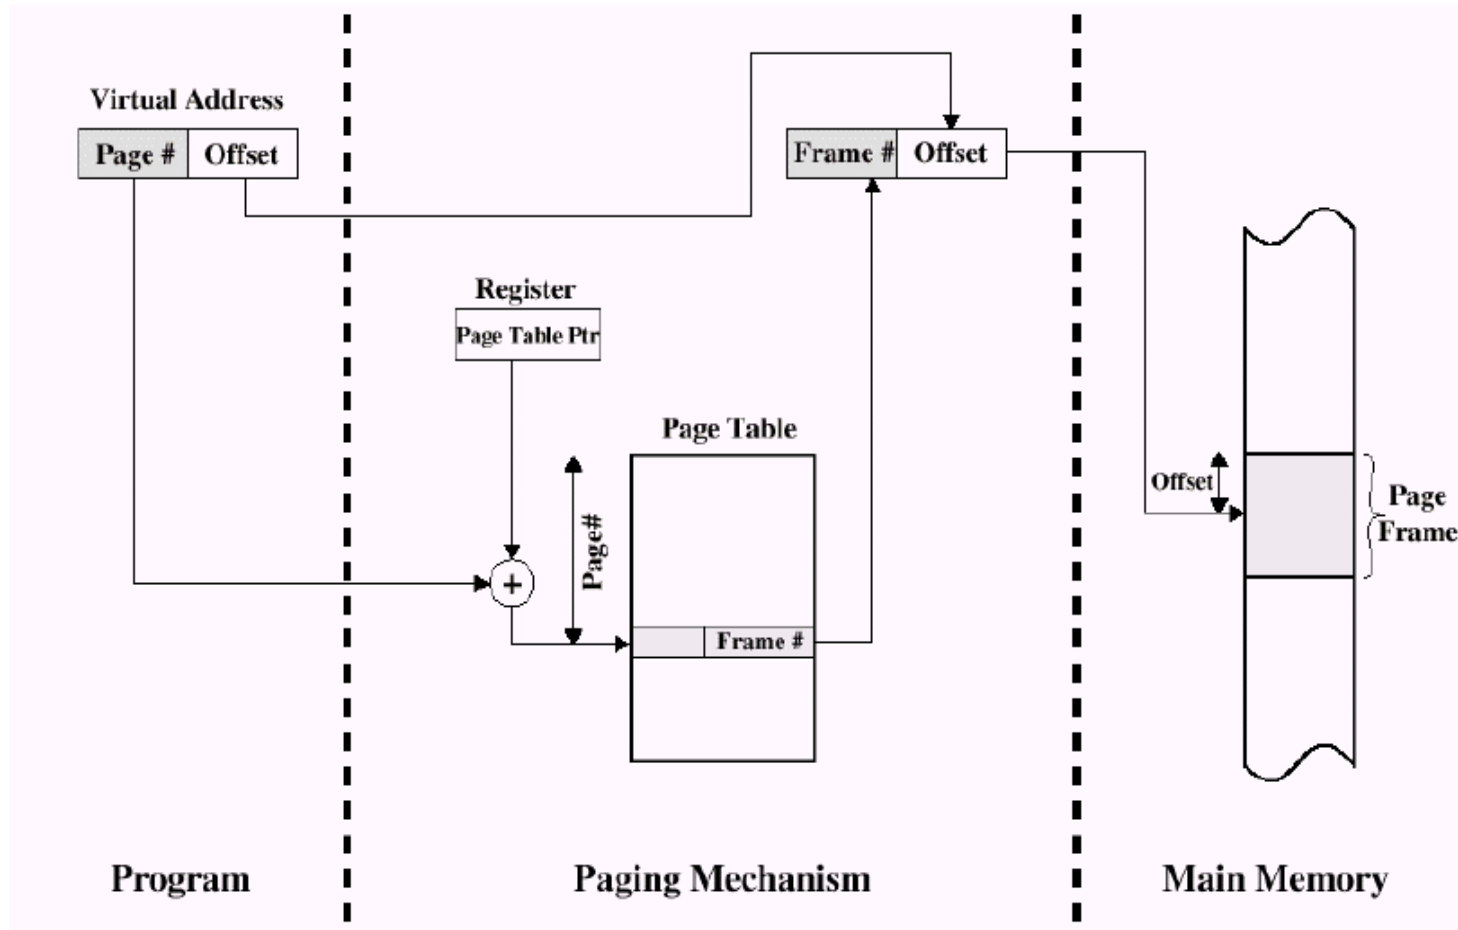 Virtual Address
Page # Offset
Frame # Offset
Register
Page Table Ptr
Page Table
Page#
+
Frame #
Offset
Page
Frame
Program
Paging Mechanism
Main Memory